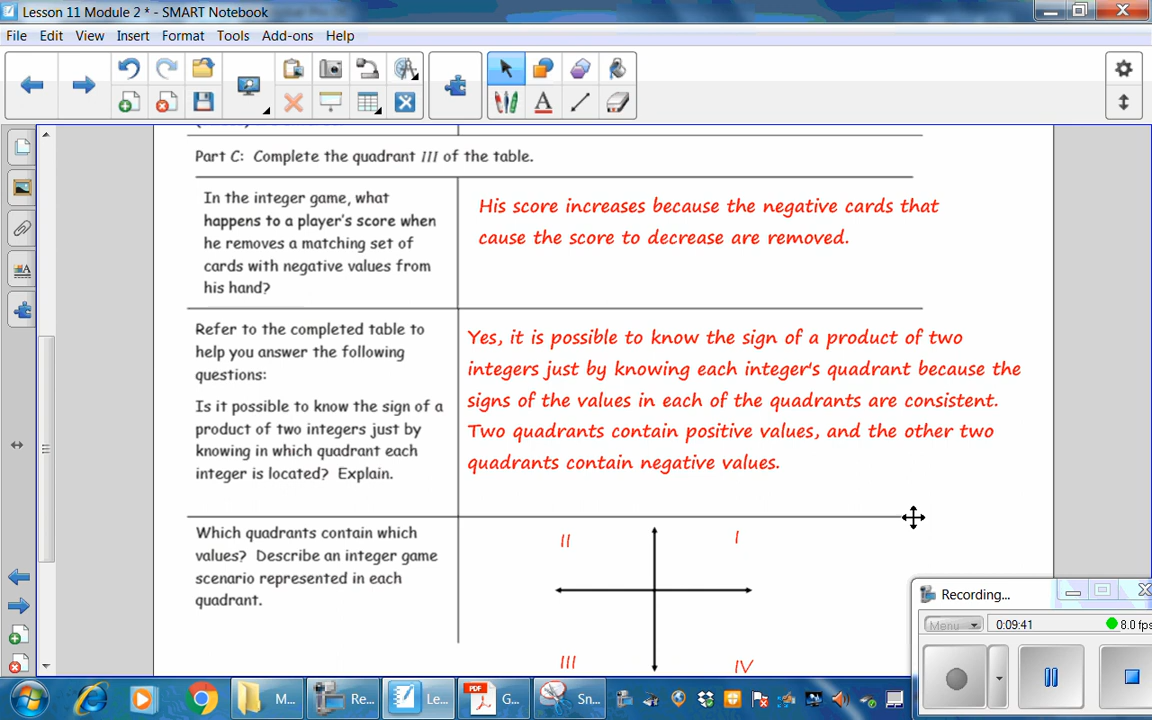 Lesson 11 Module 2 * - SMART Notebook
File Edit View Insert Format Tools Add-ons Help
Part C: Complete the quadrant III of the table.
In the integer game, what
happens to a player's score when
he removes a matching set of
cards with negative values from
his hand?
His score increases because the negative cards that
cause the score to decrease are removed.
Refer to the completed table to
help you answer the following
questions:
Is it possible to know the sign of a
product of two integers just by
knowing in which quadrant each
integer is located? Explain.
Yes, it is possible to know the sign of a product of two
integers just by knowing each integer's quadrant because the
signs of the values in each of the quadrants are consistent.
Two quadrants contain positive values, and the other two
quadrants contain negative values.
Which quadrants contain which
values? Describe an integer game
scenario represented in each
quadrant.
II I
III IV
Recording...
Menu 0:09:41 8.0 fps
M... Re... Le... G... Sn...